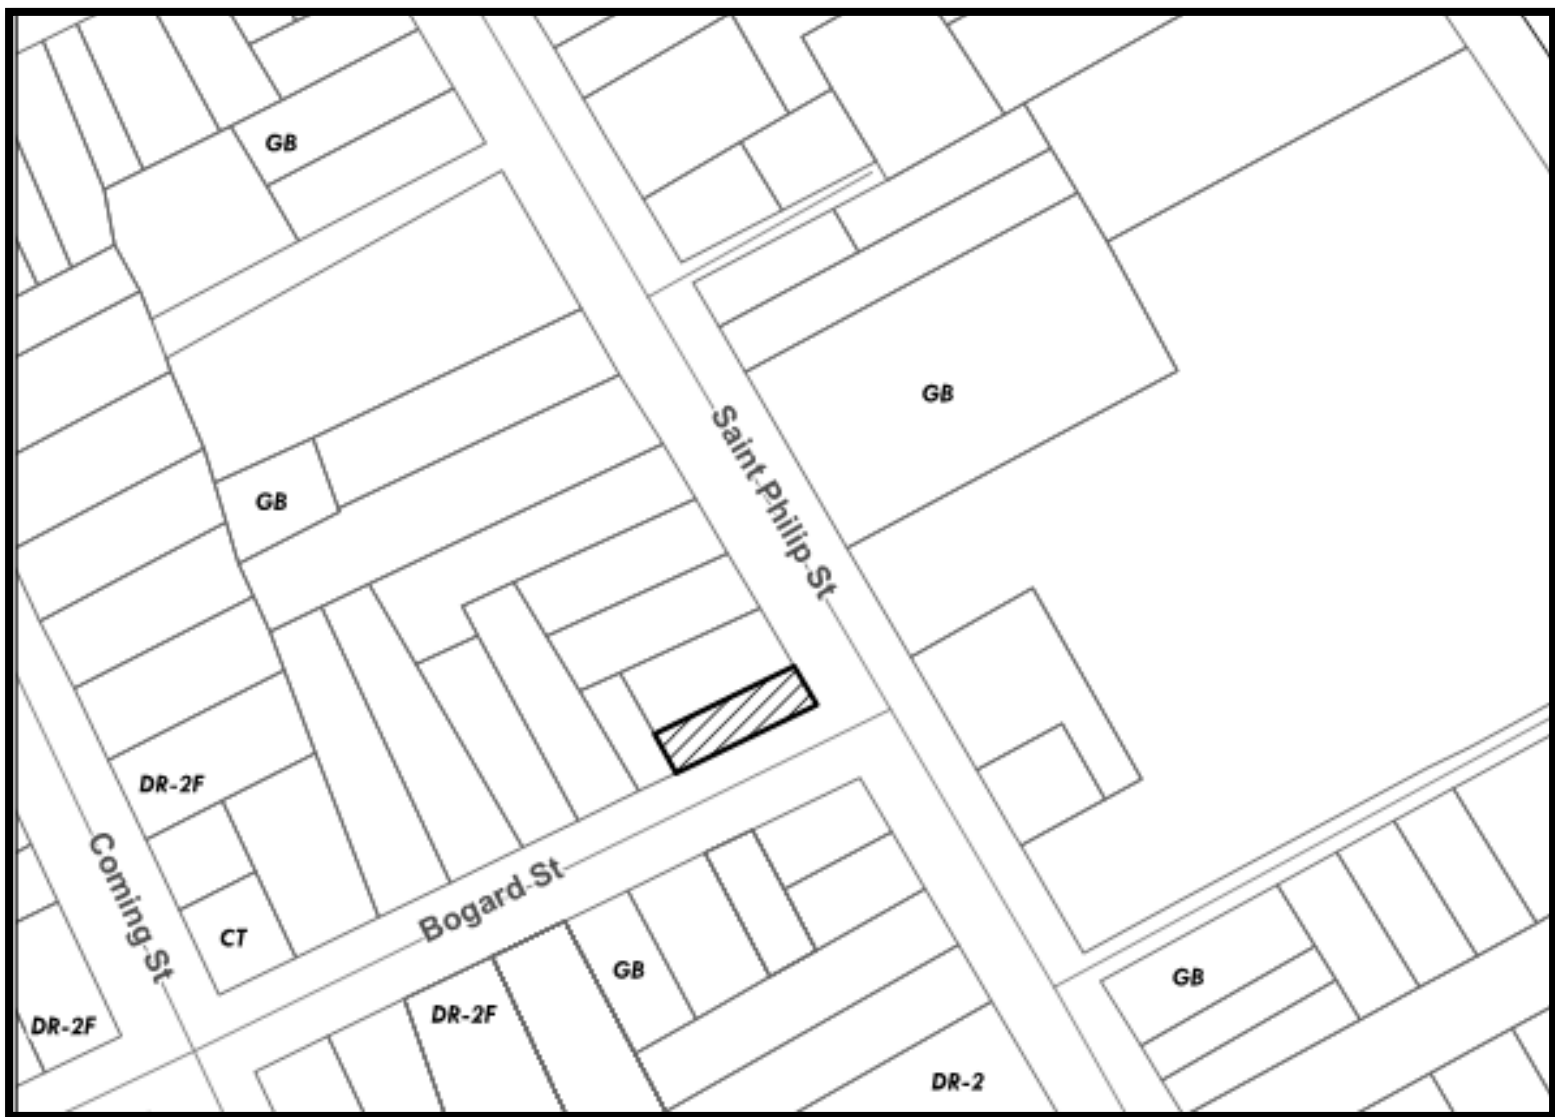 GB
GB
Saint Philip St
GB
DR-2F
Coming St
Bogard St
CT
GB
GB
DR-2F
DR-2F
DR-2